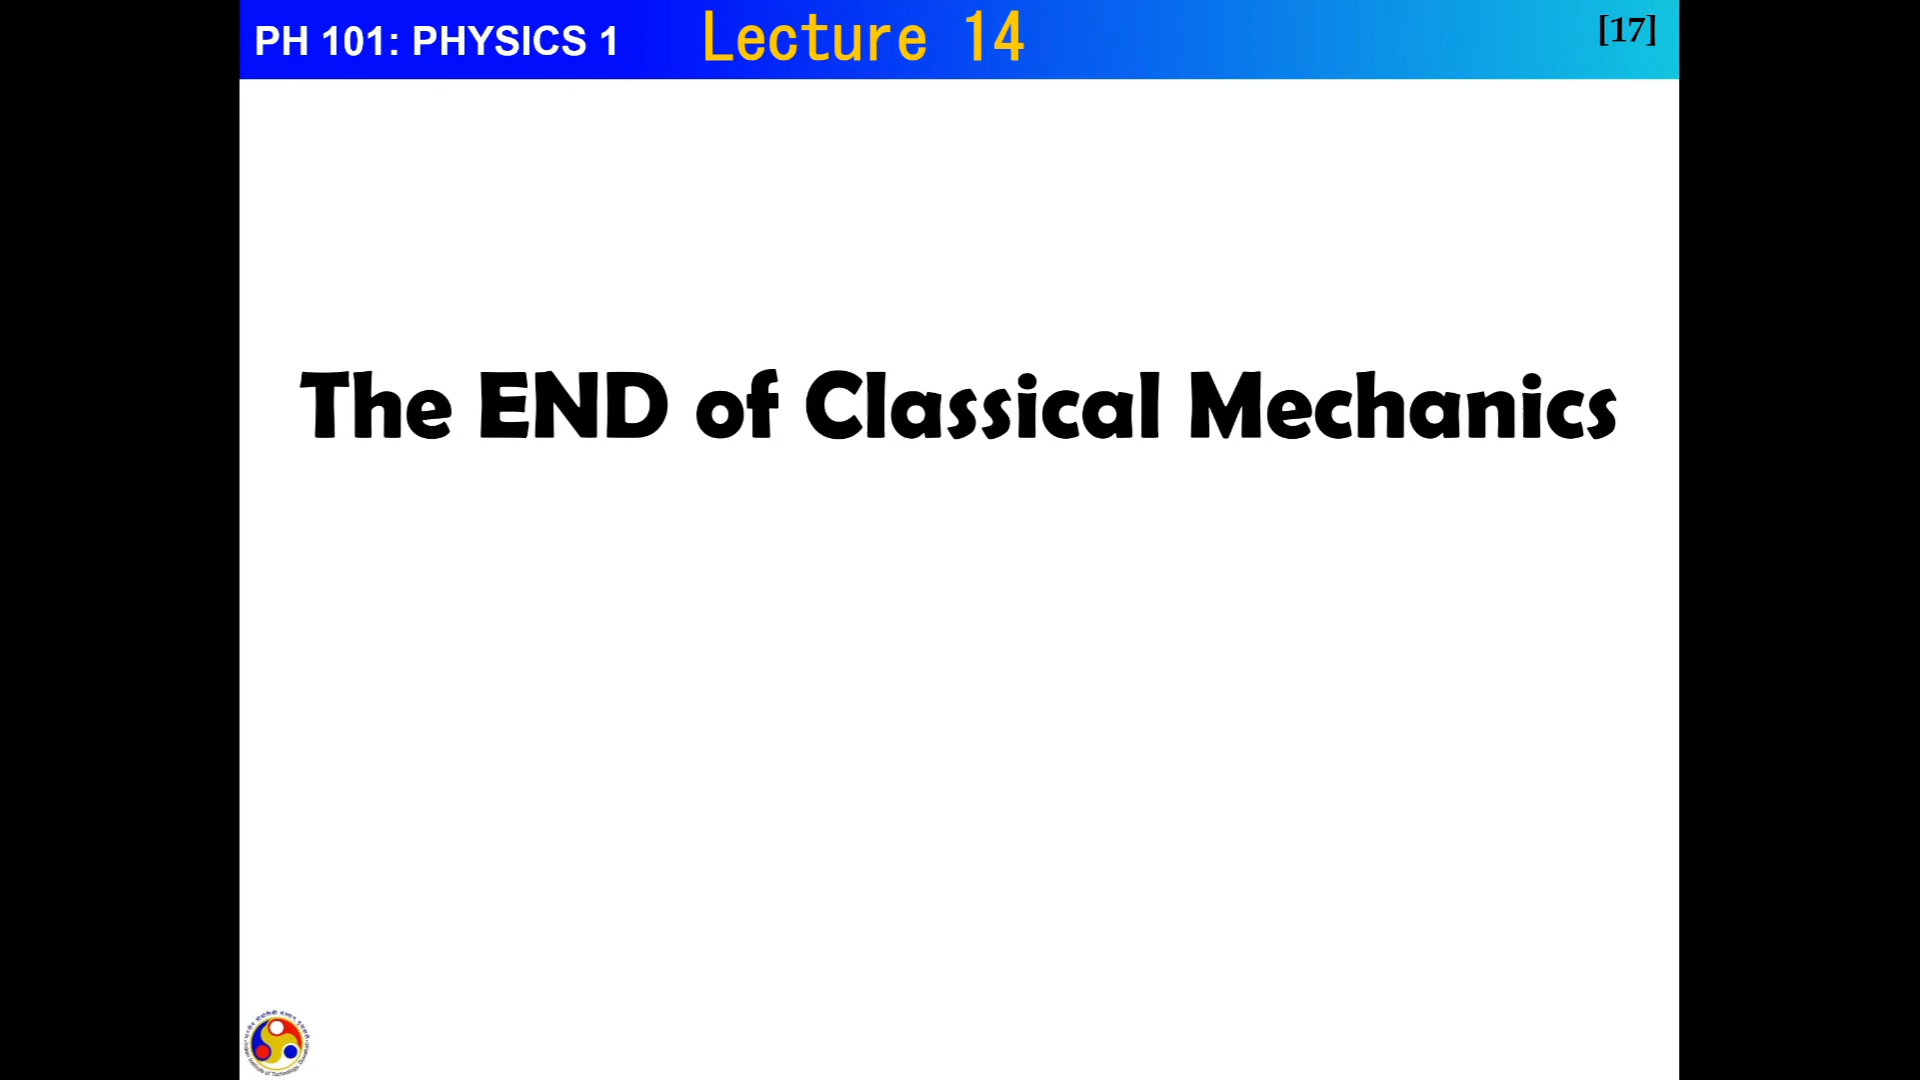 PH 101: PHYSICS 1 Lecture 14 [17]
The END of Classical Mechanics